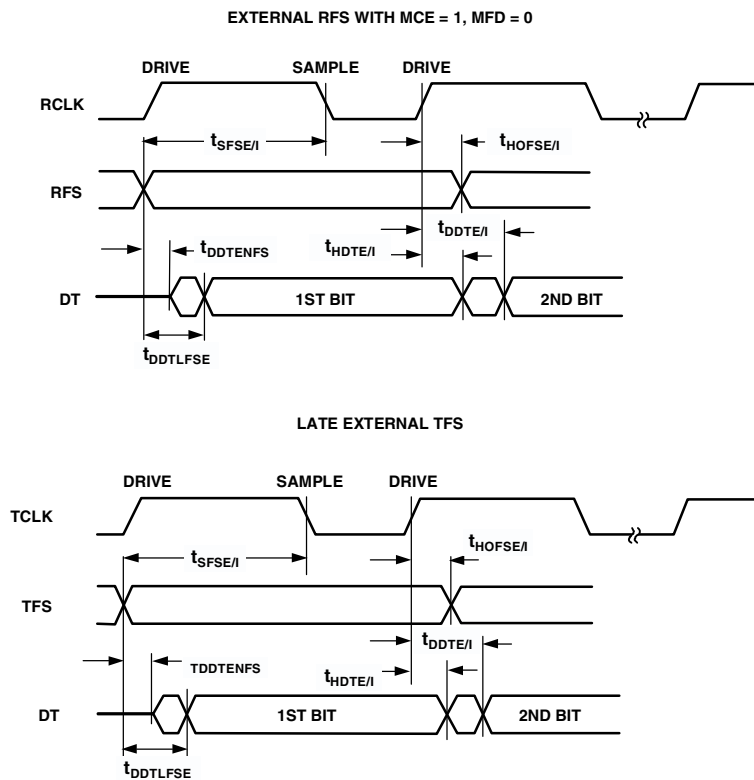 EXTERNAL RFS WITH MCE = 1, MFD = 0
DRIVE SAMPLE DRIVE
RCLK
tSFSE/I tHOFSE/I
RFS
tDDTE/I
tDDTENFS tHDTE/I
DT 1ST BIT 2ND BIT
tDDTLFSE
LATE EXTERNAL TFS
DRIVE SAMPLE DRIVE
TCLK
tHOFSE/I
tSFSE/I
TFS
tDDTE/I
TDDTENFS tHDTE/I
DT 1ST BIT 2ND BIT
tDDTLFSE